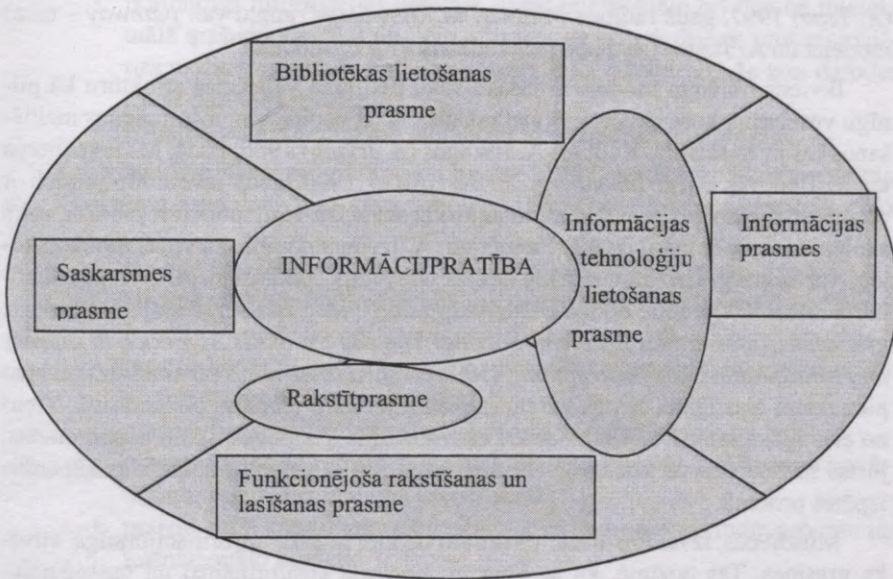 Bibliotēkas lietošanas
prasme
Informācijas
tehnoloģiju
lietošanas
prasme
Informācijas
prasmes
INFORMĀCIJPRATĪBA
Saskarsmes
prasme
Rakstītprasme
Funkcionējoša rakstīšanas un
lasīšanas prasme